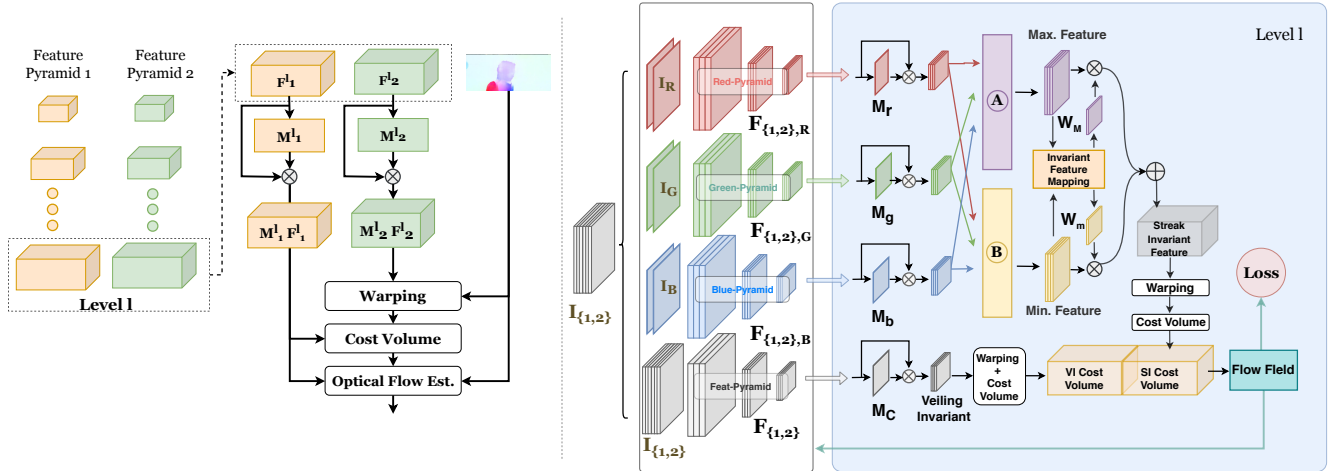 Feature
Pyramid 1
Feature
Pyramid 2
Level l
F^l_1
F^l_2
M^l_1
M^l_2
M^l_1 F^l_1
M^l_2 F^l_2
Warping
Cost Volume
Optical Flow Est.
I_{1,2}
I_R
Red-Pyramid
F_{1,2},R
I_G
Green-Pyramid
F_{1,2},G
I_B
Blue-Pyramid
F_{1,2},B
Feat-Pyramid
F_{1,2}
I_{1,2}
Level l
M_r
M_g
M_b
M_C
A
B
Max. Feature
W_M
Invariant
Feature
Mapping
W_m
Min. Feature
Streak
Invariant
Feature
Warping
Cost Volume
Veiling
Invariant
Warping
+
Cost
Volume
VI Cost
Volume
SI Cost
Volume
Flow Field
Loss